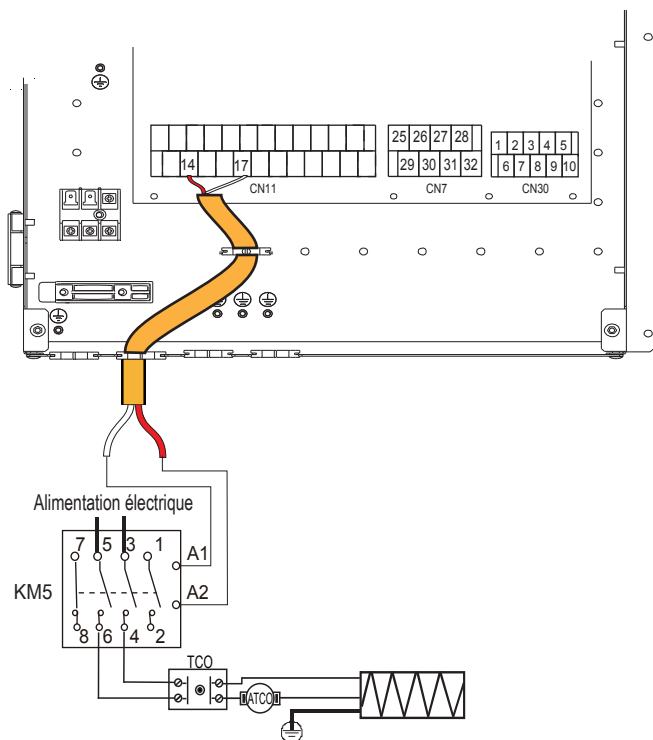 25 26 27 28
1 2 3 4 5
14 17
29 30 31 32
6 7 8 9 10
CN11
CN7
CN30
Alimentation électrique
7 5 3 1
A1
KM5
A2
8 6 4 2
TCO
ATCO